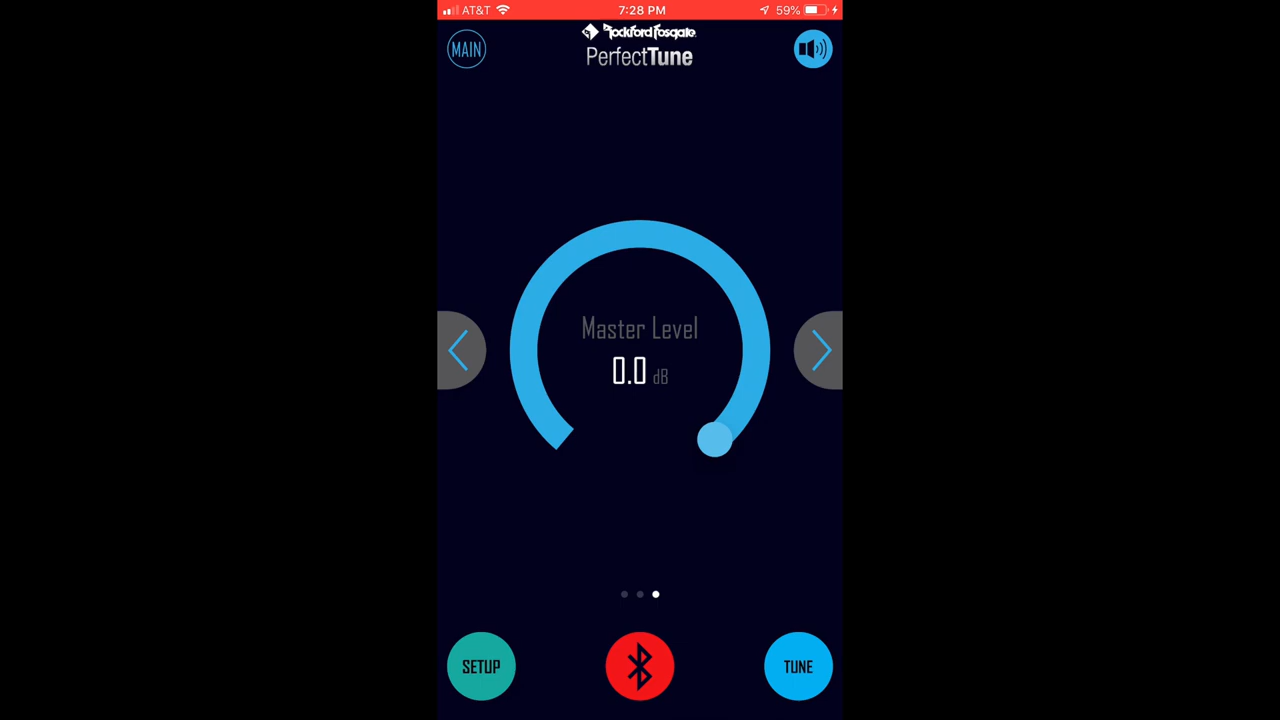 AT&T 7:28 PM 59%
MAIN
Rockford Fosgate
PerfectTune
Master Level
0.0 dB
SETUP
TUNE